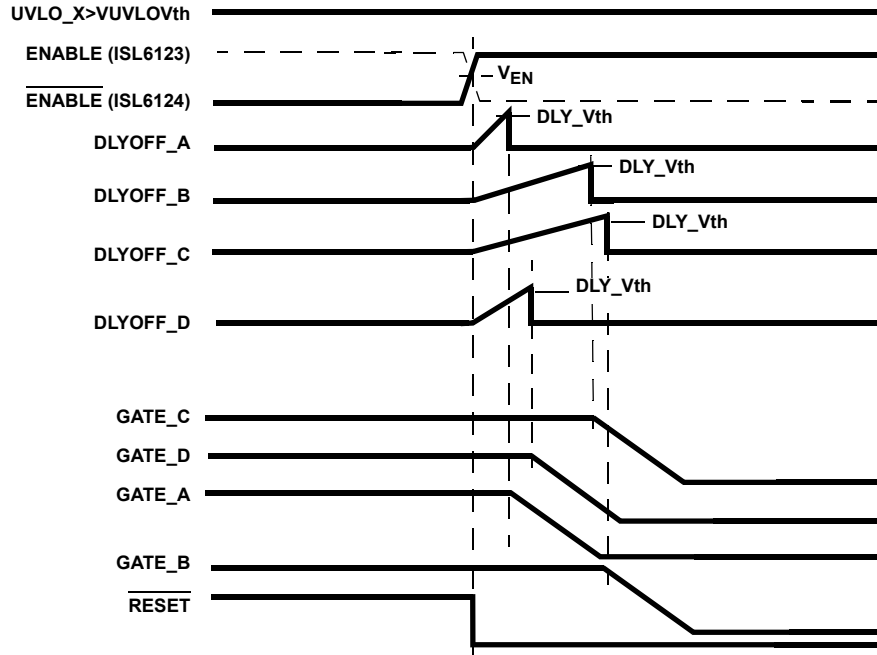 UVLO_X>VUVLOVth
ENABLE (ISL6123)
VEN
ENABLE (ISL6124)
DLY_Vth
DLYOFF_A
DLY_Vth
DLYOFF_B
DLY_Vth
DLYOFF_C
DLY_Vth
DLYOFF_D
GATE_C
GATE_D
GATE_A
GATE_B
RESET